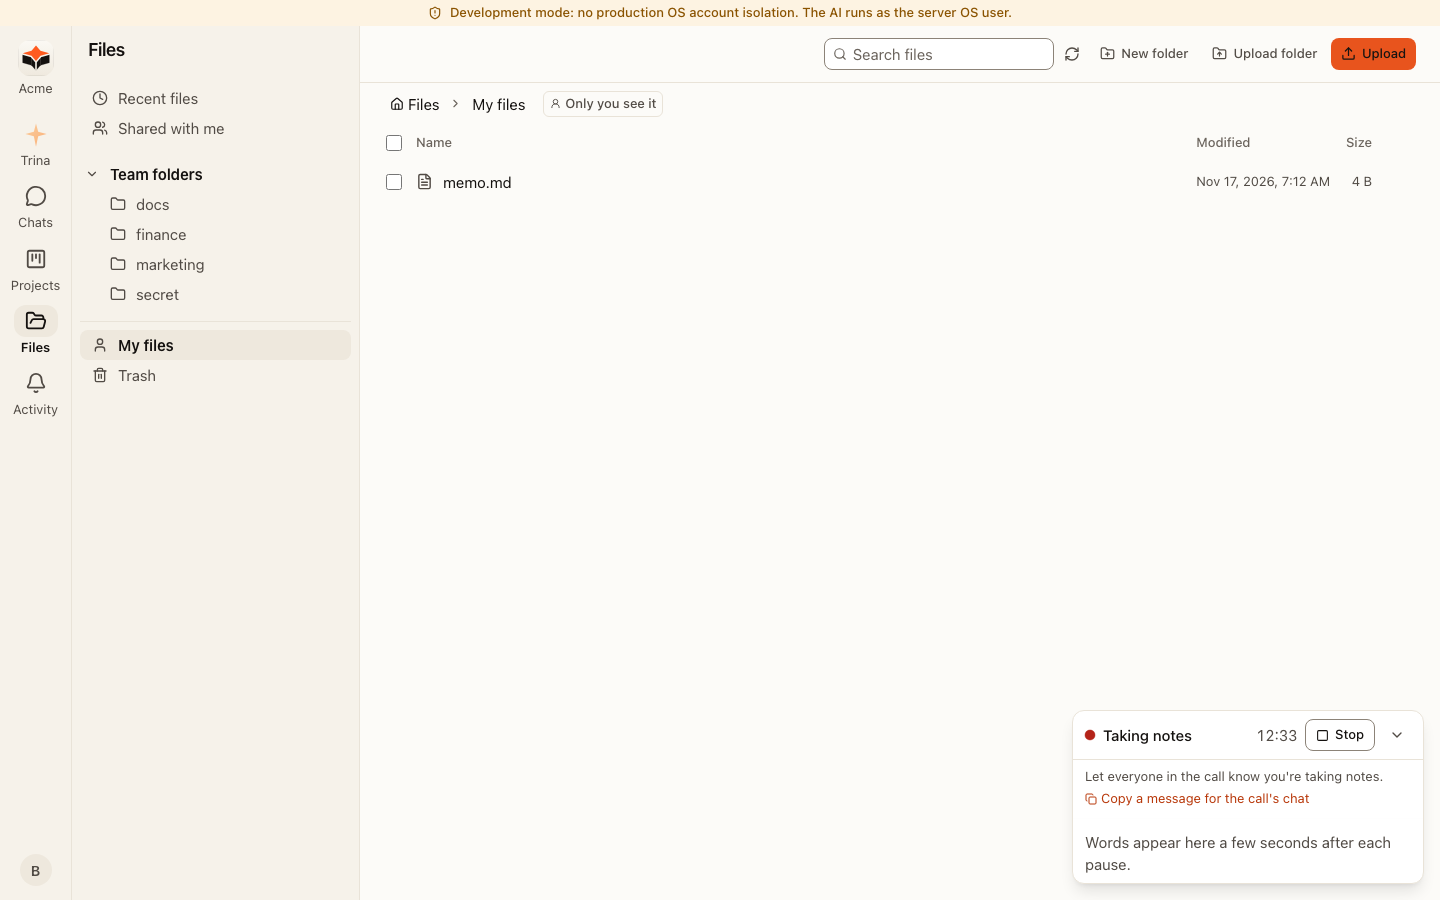 Development mode: no production OS account isolation. The AI runs as the server OS user.
Acme
Trina
Chats
Projects
Files
Activity
B
Files
Recent files
Shared with me
Team folders
docs
finance
marketing
secret
My files
Trash
Search files
New folder
Upload folder
Upload
Files
My files
Only you see it
Name Modified Size
memo.md Nov 17, 2026, 7:12 AM 4 B
Taking notes 12:33 Stop
Let everyone in the call know you're taking notes.
Copy a message for the call's chat
Words appear here a few seconds after each
pause.